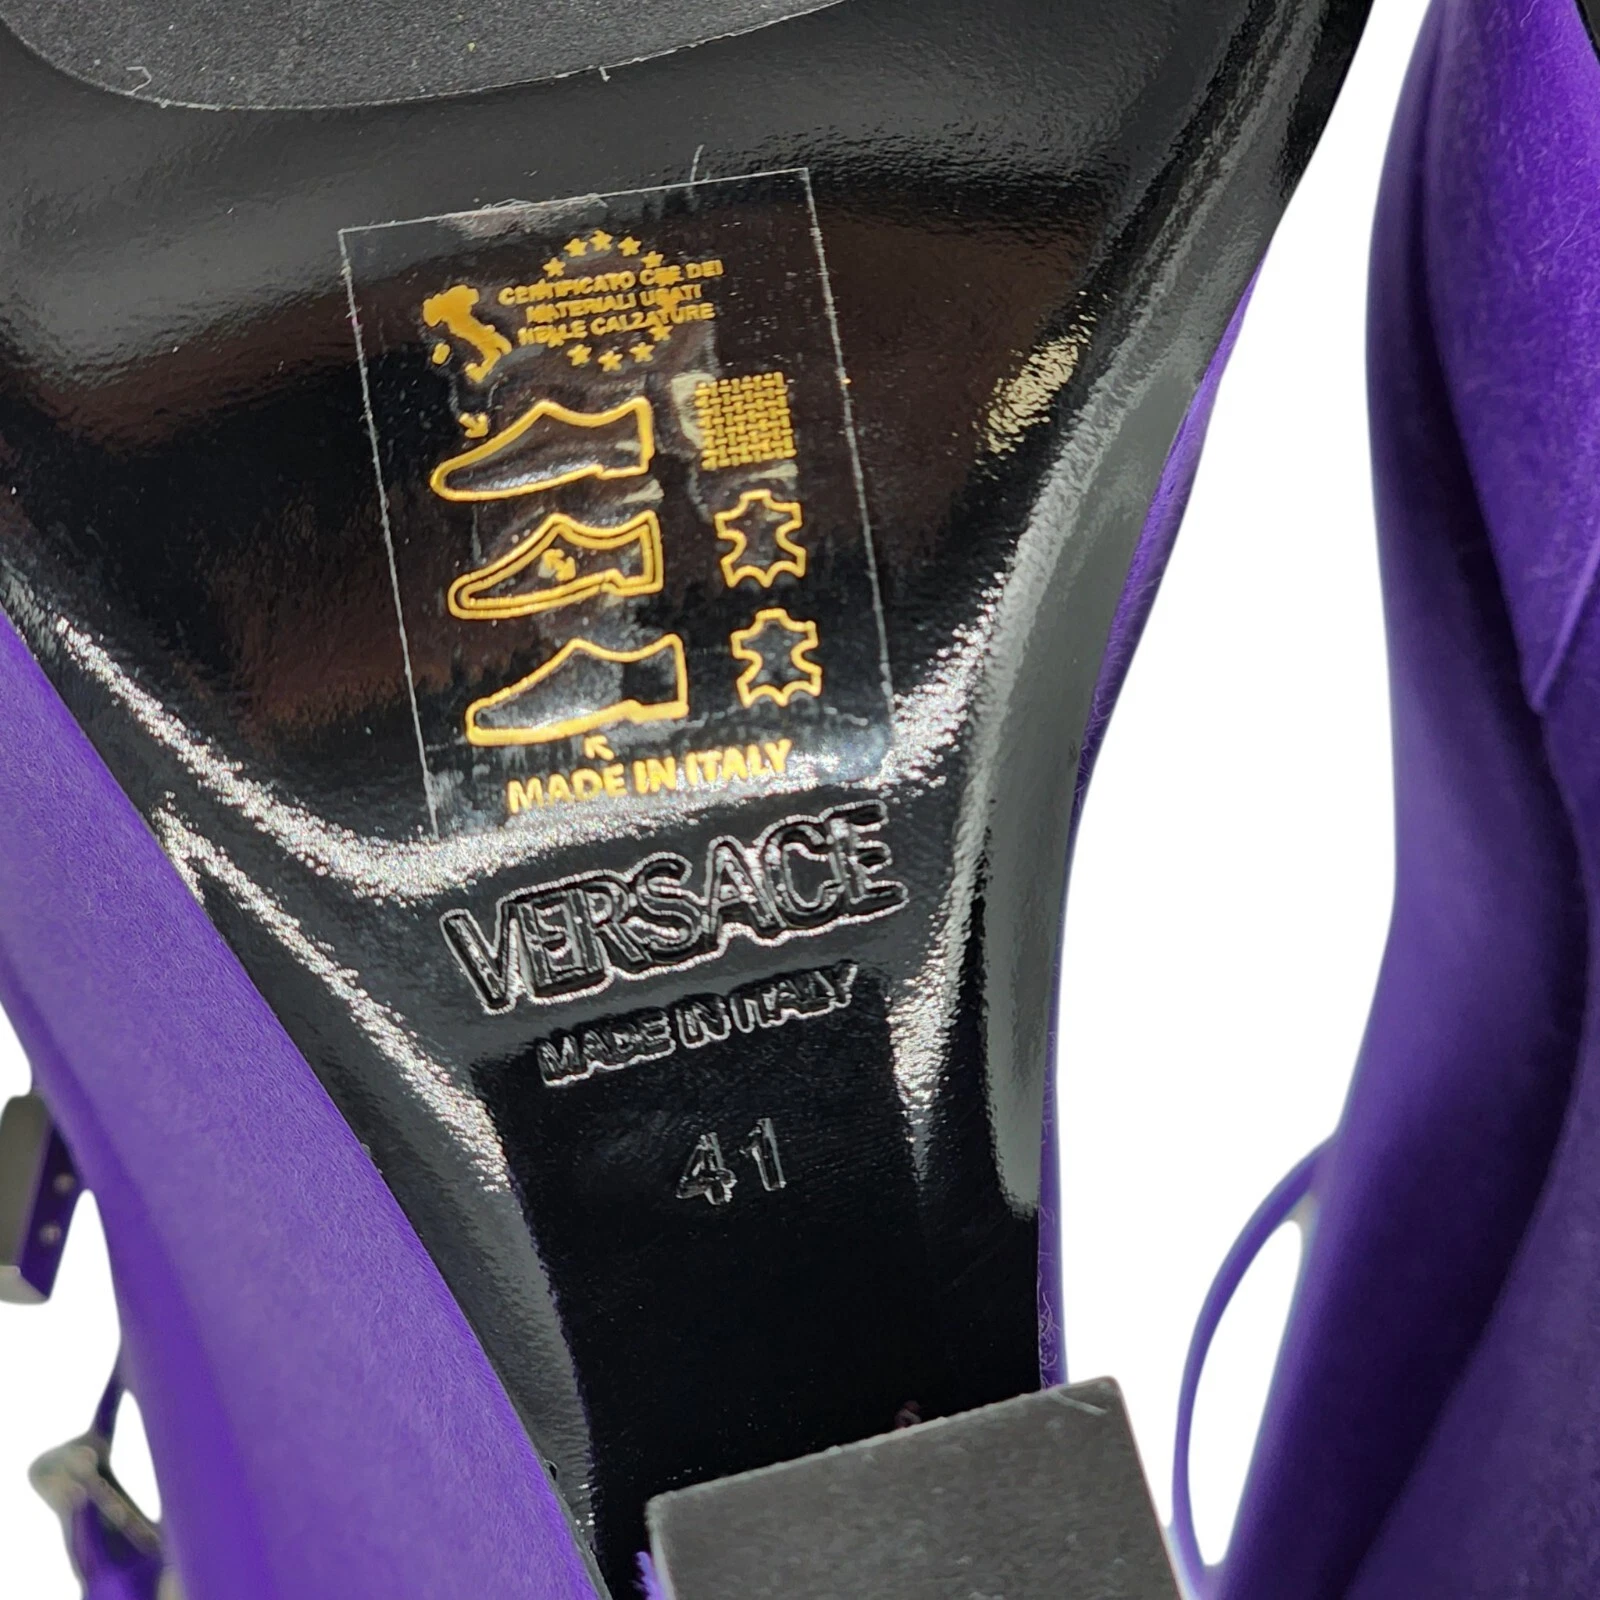 CERTIFICATO CEE DEI
MATERIALI USATI
NELLE CALZATURE
MADE IN ITALY
VERSACE
MADE IN ITALY
41